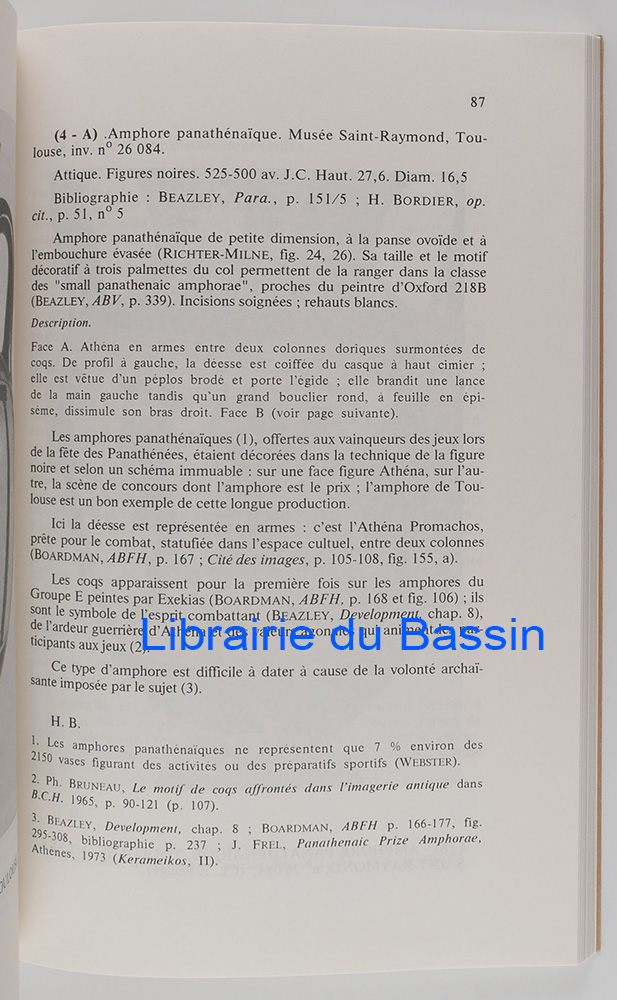 87
(4 - A) .Amphore panathénaïque. Musée Saint-Raymond, Tou-
louse, inv. n° 26 084.
Attique. Figures noires. 525-500 av. J.C. Haut. 27,6. Diam. 16,5
Bibliographie : BEAZLEY, Para., p. 151/5 ; H. BORDIER, op.
cit., p. 51, n° 5
Amphore panathénaïque de petite dimension, à la panse ovoïde et à
l'embouchure évasée (RICHTER-MILNE, fig. 24, 26). Sa taille et le motif
décoratif à trois palmettes du col permettent de la ranger dans la classe
des "small panathenaic amphorae", proches du peintre d'Oxford 218B
(BEAZLEY, ABV, p. 339). Incisions soignées ; rehauts blancs.
Description.
Face A. Athéna en armes entre deux colonnes doriques surmontées de
coqs. De profil à gauche, la déesse est coiffée du casque à haut cimier ;
elle est vêtue d'un péplos brodé et porte l'égide ; elle brandit une lance
de la main gauche tandis qu'un grand bouclier rond, à feuille en épi-
sème, dissimule son bras droit. Face B (voir page suivante).
Les amphores panathénaïques (1), offertes aux vainqueurs des jeux lors
de la fête des Panathénées, étaient décorées dans la technique de la figure
noire et selon un schéma immuable : sur une face figure Athéna, sur l'au-
tre, la scène de concours dont l'amphore est le prix ; l'amphore de Tou-
louse est un bon exemple de cette longue production.
Ici la déesse est représentée en armes : c'est l'Athéna Promachos,
prête pour le combat, statufiée dans l'espace cultuel, entre deux colonnes
(BOARDMAN, ABFH, p. 167 ; Cité des images, p. 105-108, fig. 155, a).
Les coqs apparaissent pour la première fois sur les amphores du
Groupe E peintes par Exekias (BOARDMAN, ABFH, p. 168 et fig. 106) ; ils
sont le symbole de l'esprit combattant (BEAZLEY, Development, chap. 8),
de l'ardeur guerrière d'Athéna et des valeurs agonales qui animent les par-
ticipants aux jeux (2).
Librairie du Bassin
Ce type d'amphore est difficile à dater à cause de la volonté archaï-
sante imposée par le sujet (3).
H. B.
1. Les amphores panathénaïques ne représentent que 7 % environ des
2150 vases figurant des activités ou des préparatifs sportifs (WEBSTER).
2. Ph. BRUNEAU, Le motif de coqs affrontés dans l'imagerie antique dans
B.C.H. 1965, p. 90-121 (p. 107).
3. BEAZLEY, Development, chap. 8 ; BOARDMAN, ABFH p. 166-177, fig.
295-308, bibliographie p. 237 ; J. FREL, Panathenaic Prize Amphorae,
Athenes, 1973 (Kerameikos, II).